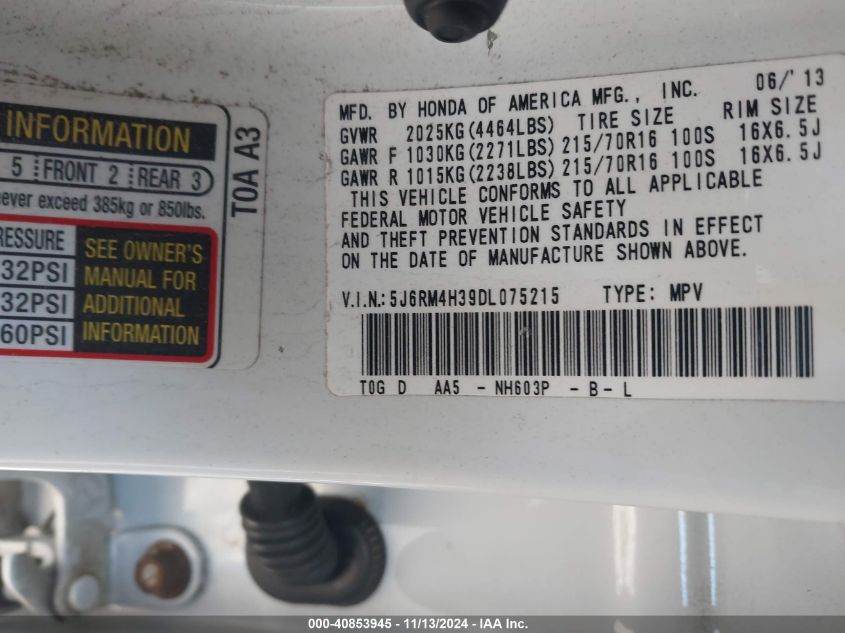 INFORMATION
5 FRONT 2 REAR 3
never exceed 385kg or 850lbs.
SEE OWNER'S
MANUAL FOR
ADDITIONAL
INFORMATION
32PSI
32PSI
60PSI
TOA A3
MFD. BY HONDA OF AMERICA MFG., INC. 06/'13
GVWR 2025KG(4464LBS) TIRE SIZE RIM SIZE
GAWR F 1030KG(2271LBS) 215/70R16 100S 16X6.5J
GAWR R 1015KG(2238LBS) 215/70R16 100S 16X6.5J
THIS VEHICLE CONFORMS TO ALL APPLICABLE
FEDERAL MOTOR VEHICLE SAFETY
AND THEFT PREVENTION STANDARDS IN EFFECT
ON THE DATE OF MANUFACTURE SHOWN ABOVE.
V.I.N.:5J6RM4H39DL075215 TYPE: MPV
T0G D AA5 - NH603P - B - L
000-40853945 - 11/13/2024 - IAA Inc.